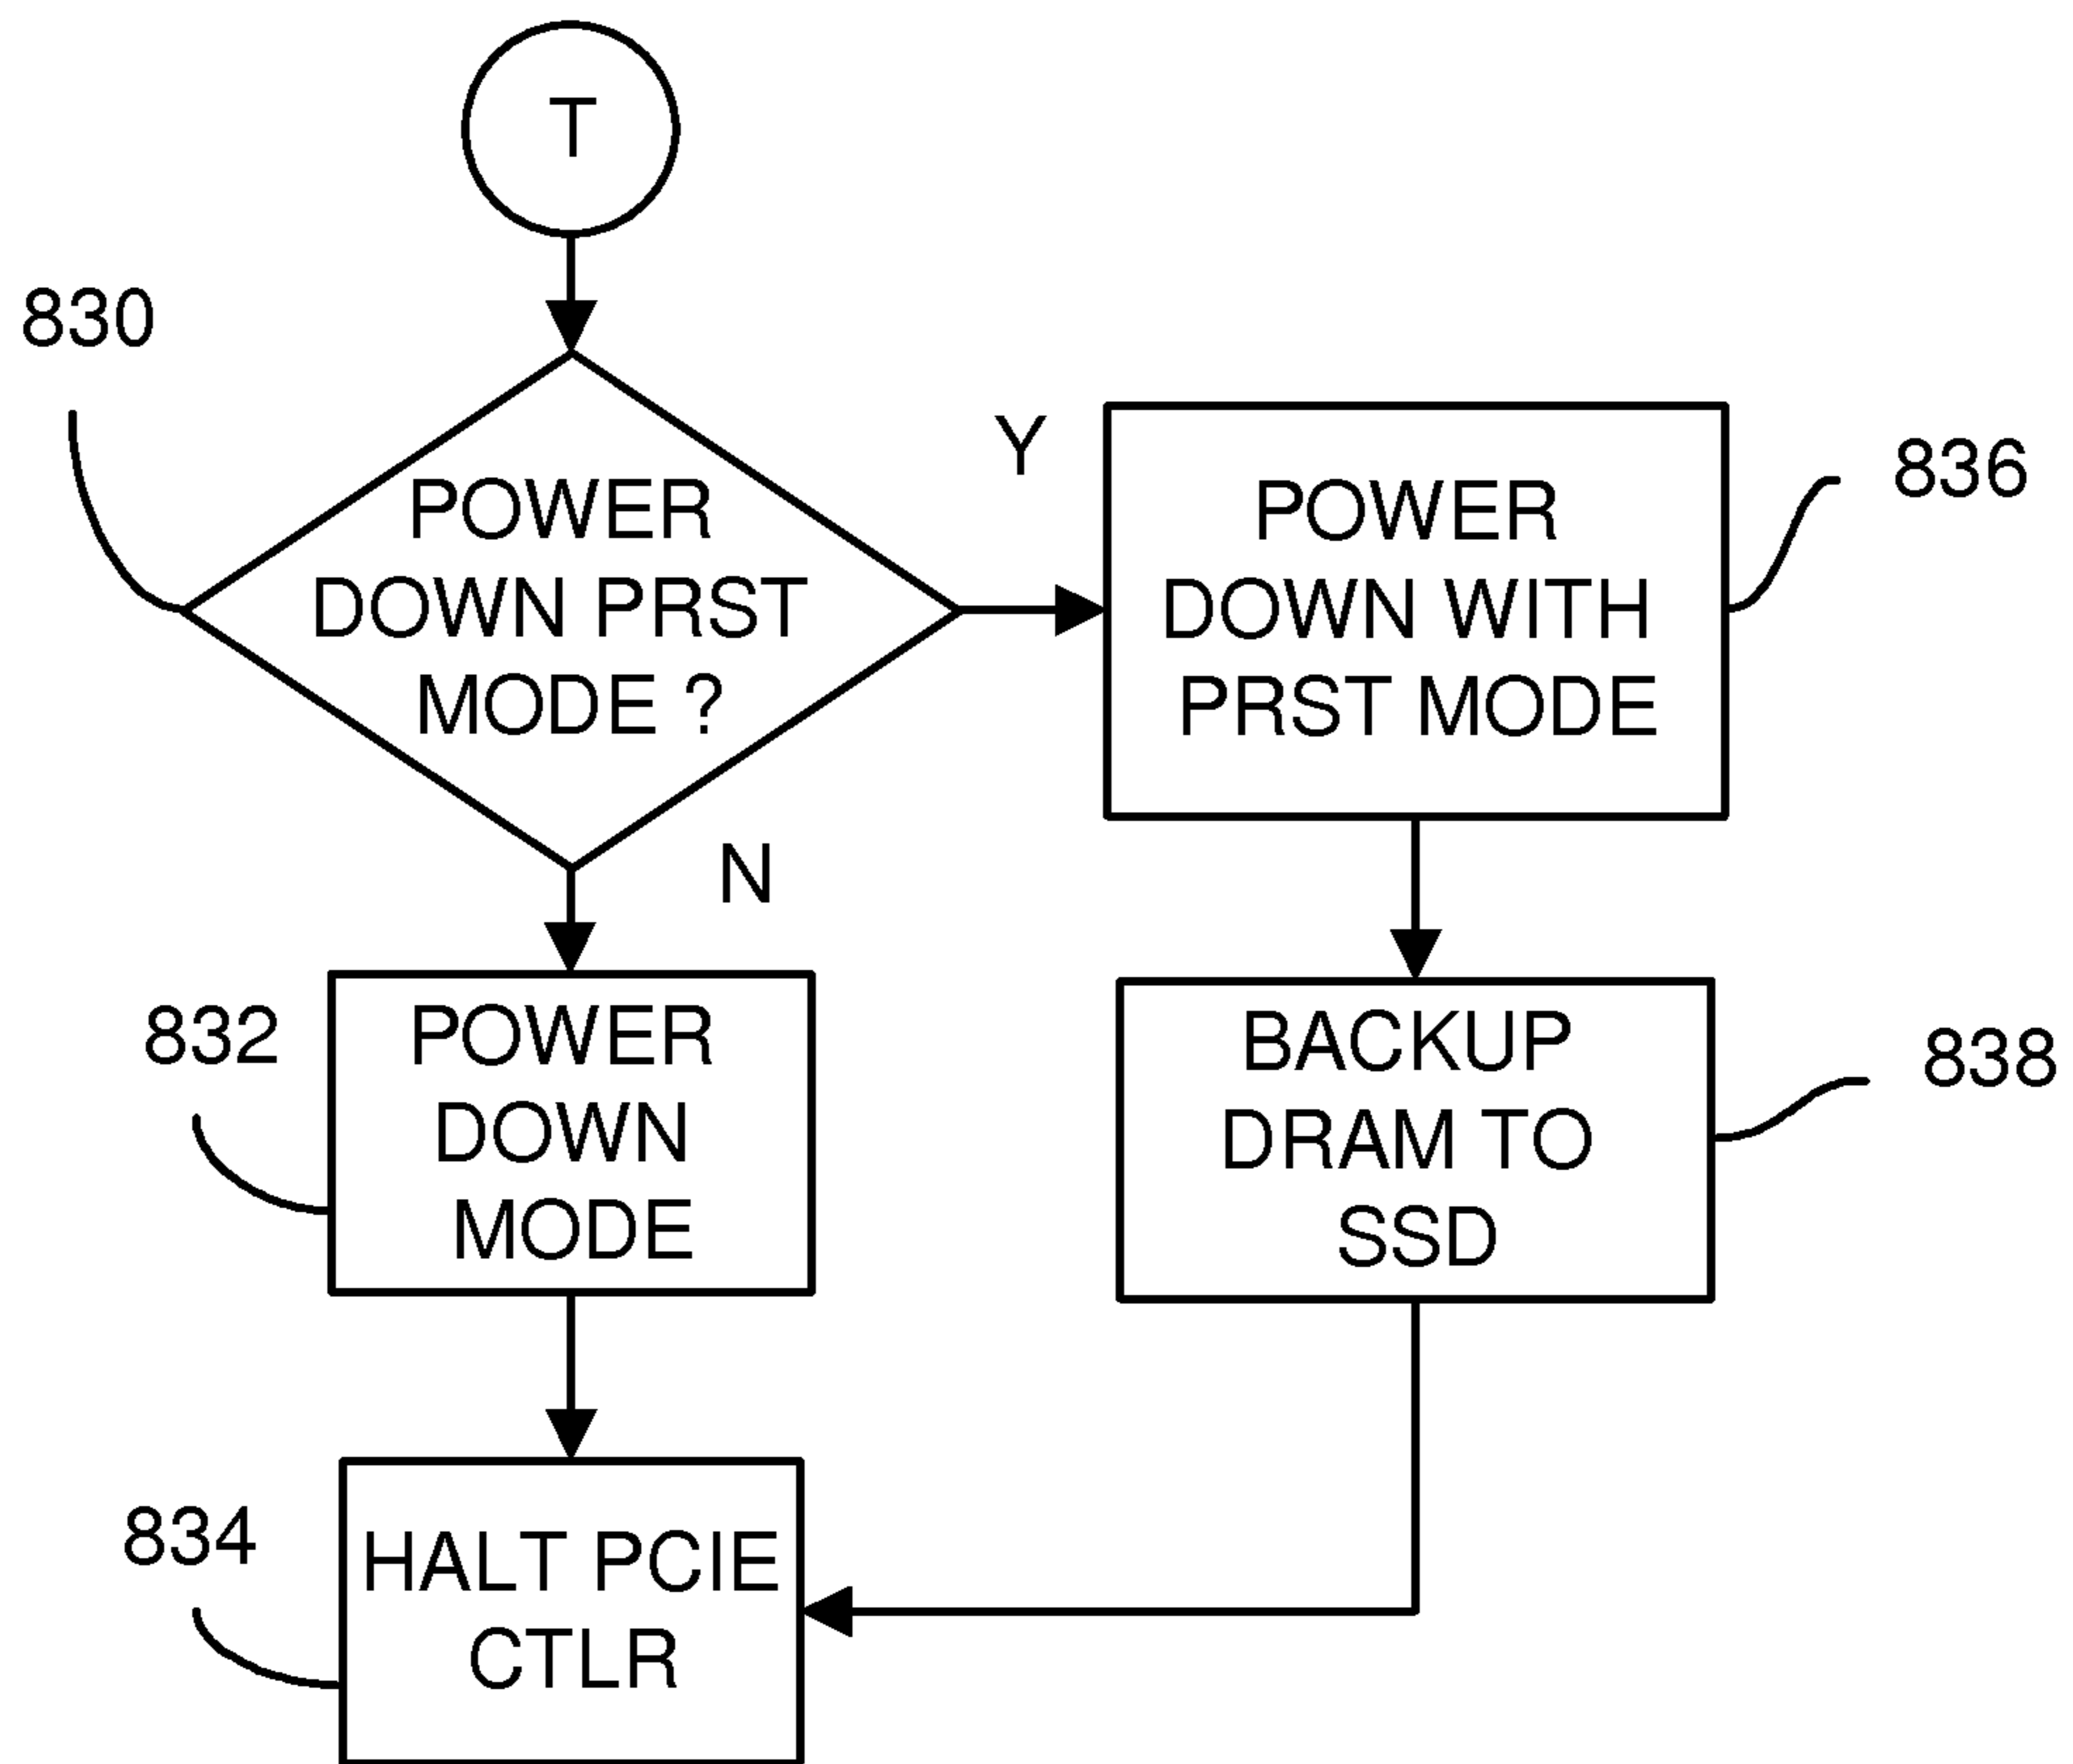 T
830
POWER
DOWN PRST
MODE ?
Y
N
POWER
DOWN WITH
PRST MODE
836
832
POWER
DOWN
MODE
BACKUP
DRAM TO
SSD
838
834
HALT PCIE
CTLR